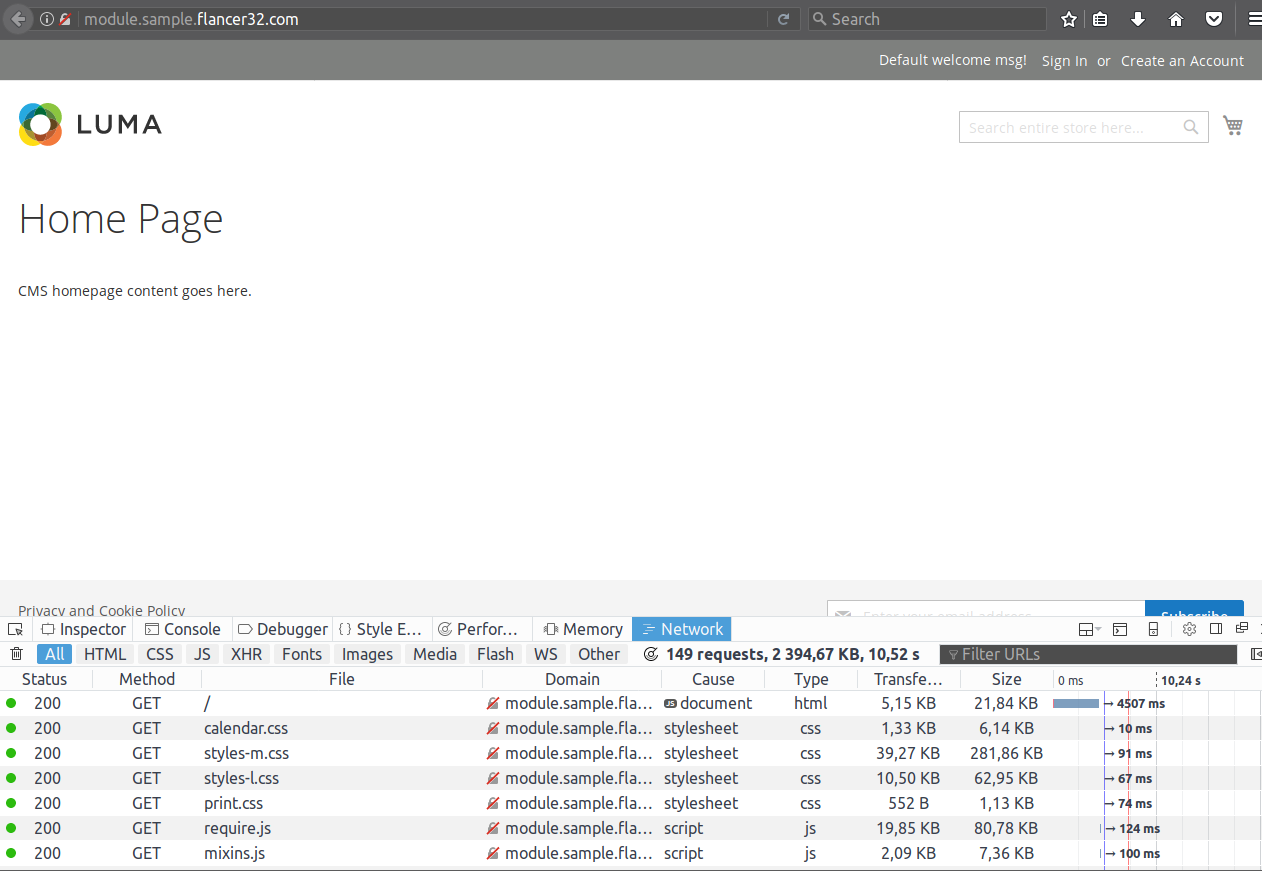 module.sample.flancer32.com Search
Default welcome msg! Sign In or Create an Account
LUMA Search entire store here...
Home Page
CMS homepage content goes here.
Privacy and Cookie Policy Enter your email address Subscribe
Inspector Console Debugger { } Style E... Perfor... Memory Network
All HTML CSS JS XHR Fonts Images Media Flash WS Other 149 requests, 2 394,67 KB, 10,52 s Filter URLs
Status Method File Domain Cause Type Transfe... Size 0 ms 10,24 s
200 GET / module.sample.fla... JS document html 5,15 KB 21,84 KB → 4507 ms
200 GET calendar.css module.sample.fla... stylesheet css 1,33 KB 6,14 KB → 10 ms
200 GET styles-m.css module.sample.fla... stylesheet css 39,27 KB 281,86 KB → 91 ms
200 GET styles-l.css module.sample.fla... stylesheet css 10,50 KB 62,95 KB → 67 ms
200 GET print.css module.sample.fla... stylesheet css 552 B 1,13 KB → 74 ms
200 GET require.js module.sample.fla... script js 19,85 KB 80,78 KB → 124 ms
200 GET mixins.js module.sample.fla... script js 2,09 KB 7,36 KB → 100 ms